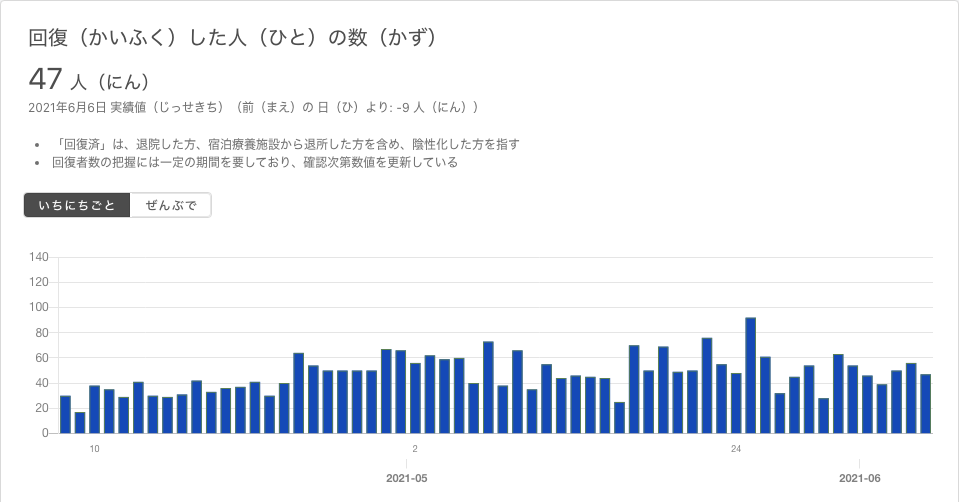 回復（かいふく）した人（ひと）の数（かず）
47 人（にん）
2021年6月6日 実績値（じっせきち）（前（まえ）の 日（ひ）より: -9 人（にん））
• 「回復済」は、退院した方、宿泊療養施設から退所した方を含め、陰性化した方を指す
• 回復者数の把握には一定の期間を要しており、確認次第数値を更新している
いちにちごと ぜんぶで
140
120
100
80
60
40
20
0
10 2 24
2021-05 2021-06